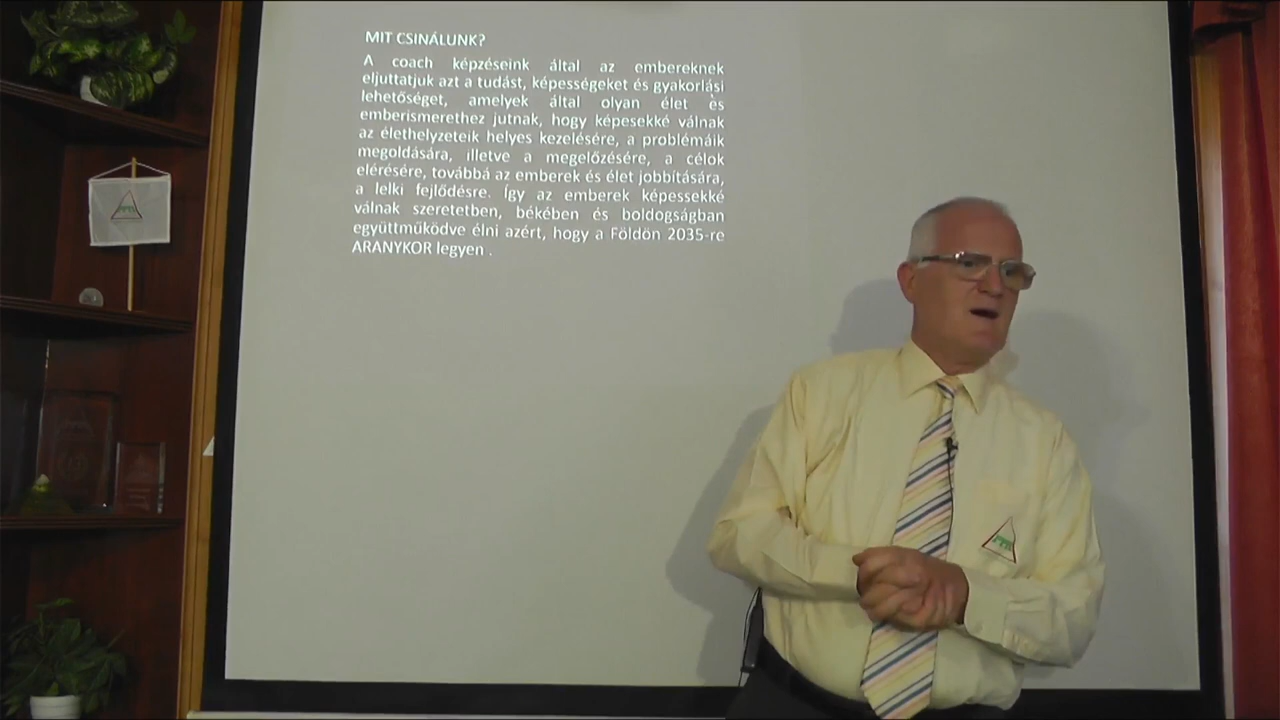 MIT CSINÁLUNK?
A coach képzéseink által az embereknek
eljuttatjuk azt a tudást, képességeket és gyakorlási
lehetőséget, amelyek által olyan élet és
emberismerethez jutnak, hogy képesekké válnak
az élethelyzeteik helyes kezelésére, a problémáik
megoldására, illetve a megelőzésére, a célok
elérésére, továbbá az emberek és élet jobbítására,
a lelki fejlődésre. Így az emberek képessekké
válnak szeretetben, békében és boldogságban
együttműködve élni azért, hogy a Földön 2035-re
ARANYKOR legyen .